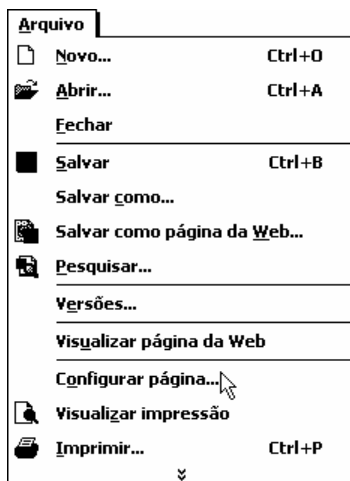 Arquivo
Novo... Ctrl+O
Abrir... Ctrl+A
Fechar
Salvar Ctrl+B
Salvar como...
Salvar como página da Web...
Pesquisar...
Versões...
Visualizar página da Web
Configurar página...
Visualizar impressão
Imprimir... Ctrl+P